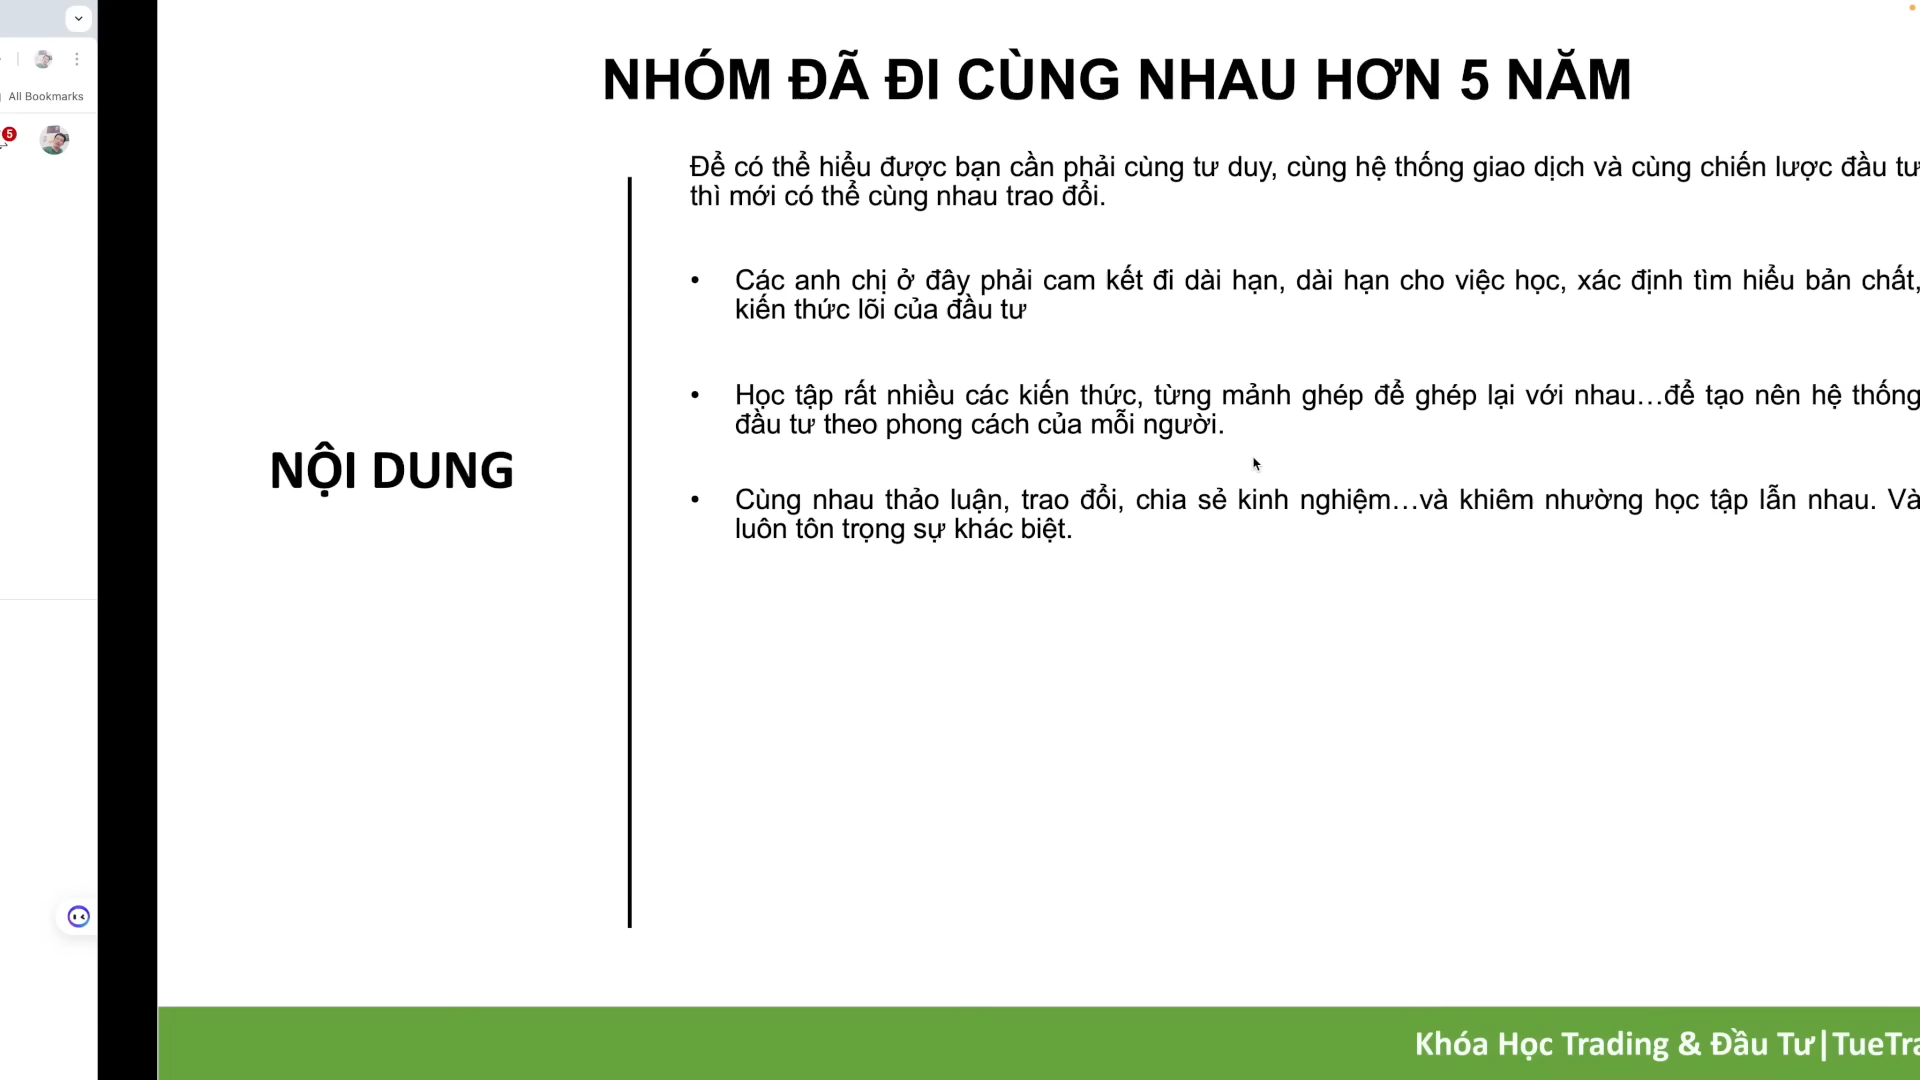 All Bookmarks
5
NHÓM ĐÃ ĐI CÙNG NHAU HƠN 5 NĂM
Để có thể hiểu được bạn cần phải cùng tư duy, cùng hệ thống giao dịch và cùng chiến lược đầu tư
thì mới có thể cùng nhau trao đổi.
• Các anh chị ở đây phải cam kết đi dài hạn, dài hạn cho việc học, xác định tìm hiểu bản chất,
kiến thức lõi của đầu tư
• Học tập rất nhiều các kiến thức, từng mảnh ghép để ghép lại với nhau…để tạo nên hệ thống
đầu tư theo phong cách của mỗi người.
NỘI DUNG
• Cùng nhau thảo luận, trao đổi, chia sẻ kinh nghiệm…và khiêm nhường học tập lẫn nhau. Và
luôn tôn trọng sự khác biệt.
Khóa Học Trading & Đầu Tư|TueTra